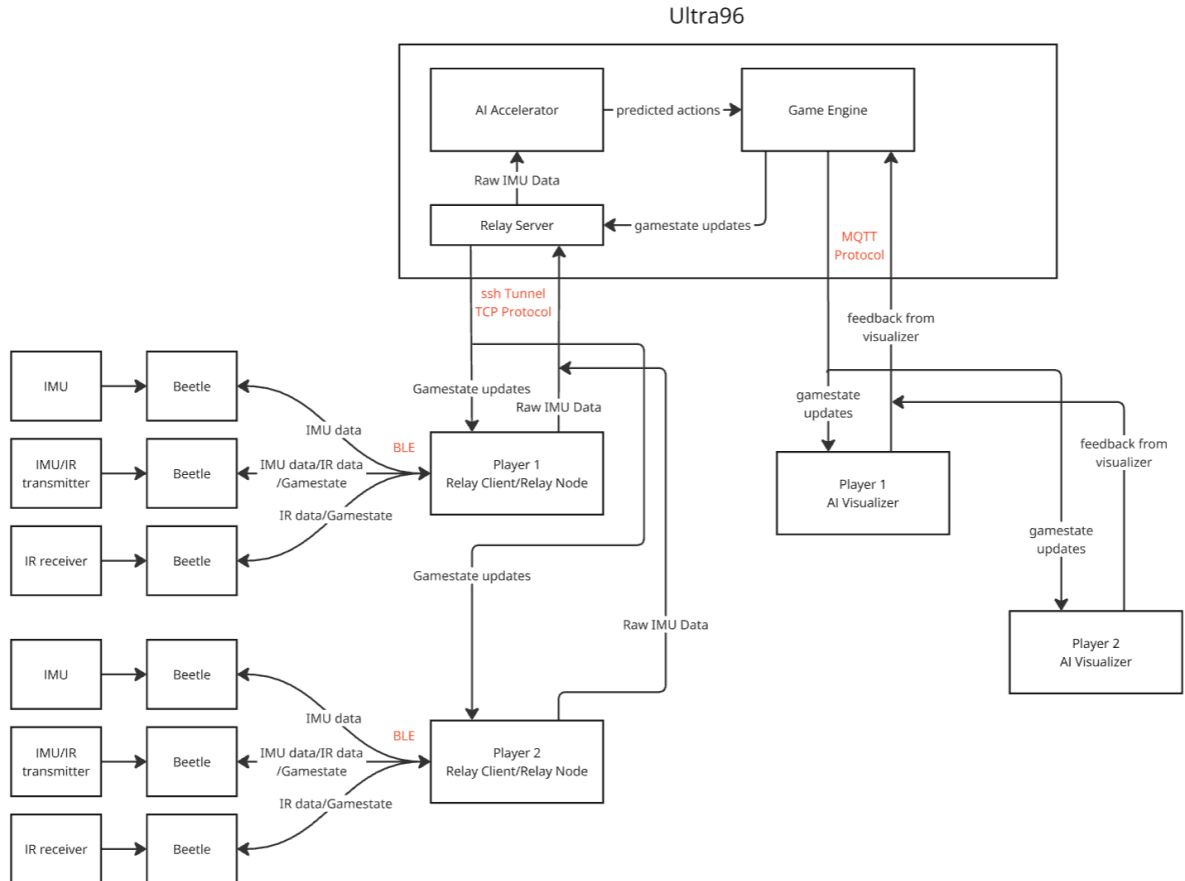 Ultra96
AI Accelerator
predicted actions
Game Engine
Raw IMU Data
Relay Server
gamestate updates
MQTT
Protocol
ssh Tunnel
TCP Protocol
feedback from
visualizer
IMU
Beetle
Gamestate updates
gamestate
updates
Raw IMU Data
IMU data
BLE
feedback from
visualizer
IMU/IR
transmitter
Beetle
IMU data/IR data
/Gamestate
Player 1
Relay Client/Relay Node
Player 1
AI Visualizer
IR data/Gamestate
IR receiver
Beetle
gamestate
updates
Gamestate updates
Raw IMU Data
Player 2
AI Visualizer
IMU
Beetle
IMU data
BLE
IMU/IR
transmitter
Beetle
IMU data/IR data
/Gamestate
Player 2
Relay Client/Relay Node
IR data/Gamestate
IR receiver
Beetle